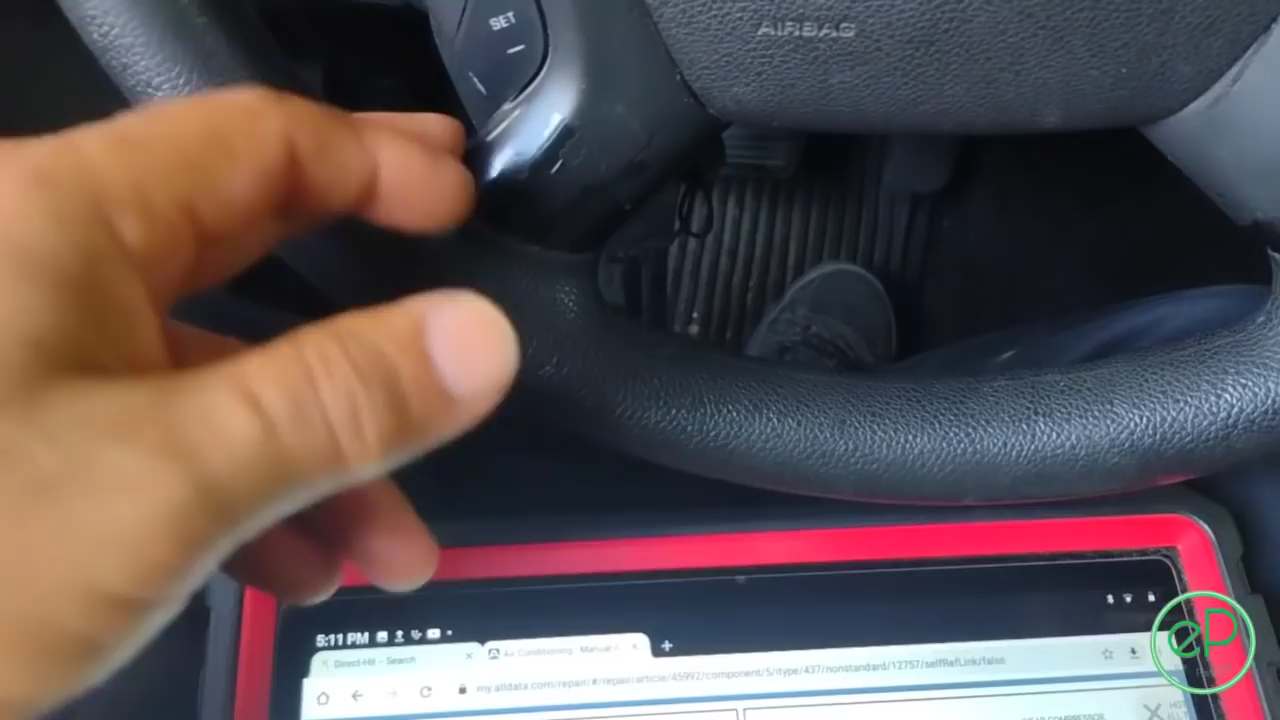 SET
AIRBAG
5:11 PM
Direct-Hit - Search
Air Conditioning - Manual
my.alldata.com/repair/#/repair/article/45992/component/5/itype/437/nonstandard/12757/selfRefLink/false
COMPRESSOR
eP